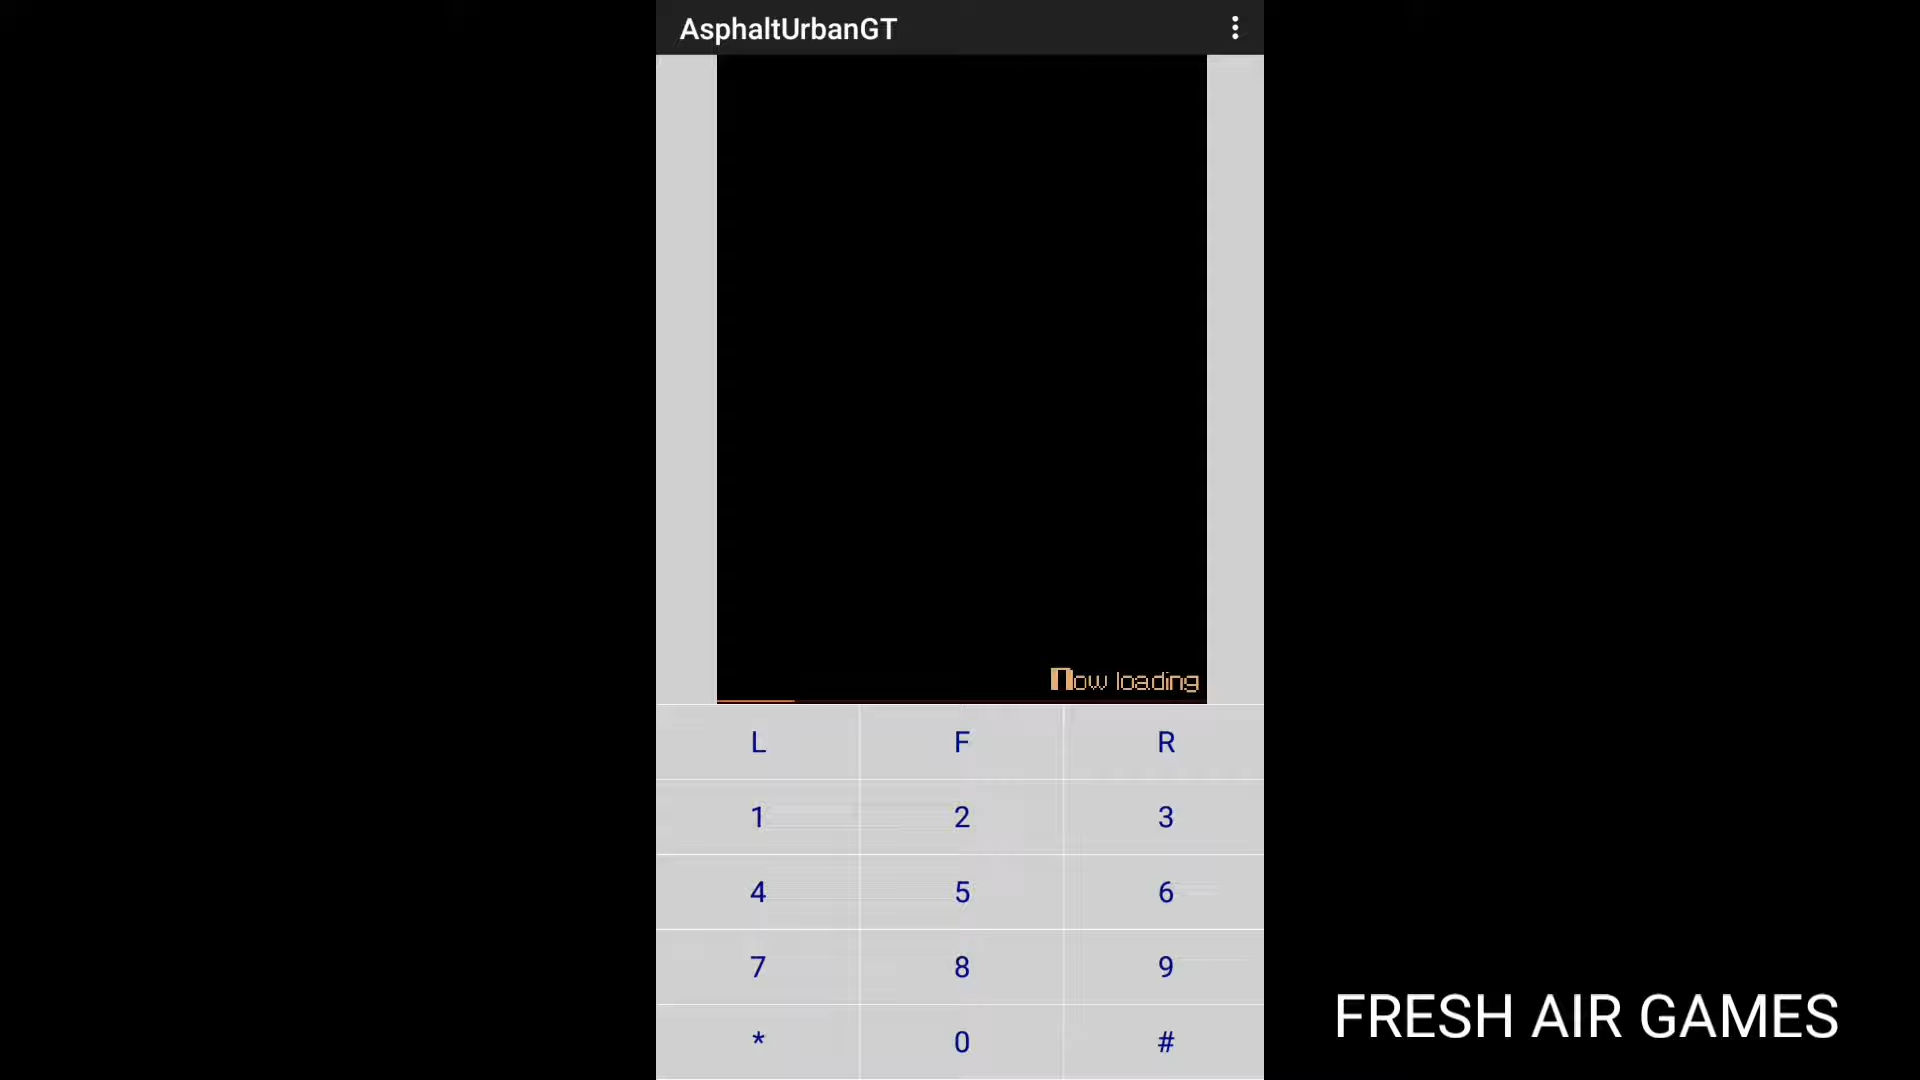 AsphaltUrbanGT
Now loading
L F R
1 2 3
4 5 6
7 8 9
* 0 #
FRESH AIR GAMES